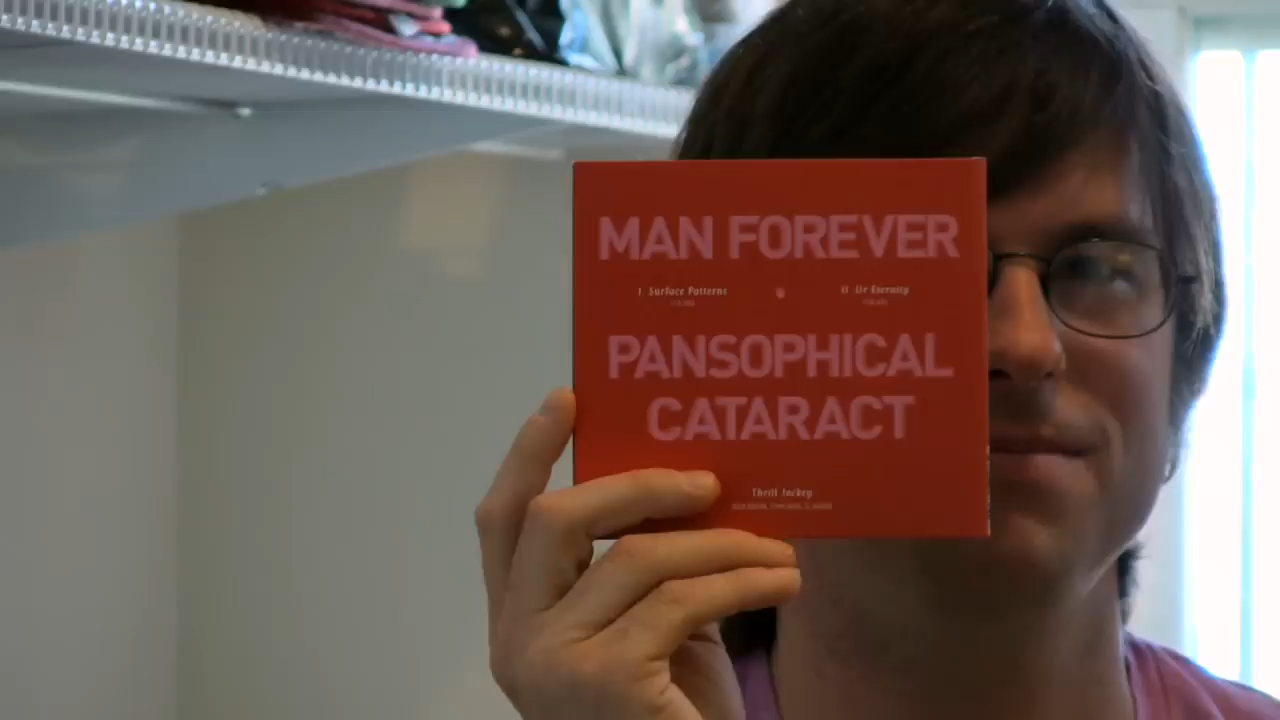 MAN FOREVER
I. Surface Patterns
II. Ur Eternity
PANSOPHICAL
CATARACT
Thrill Jockey